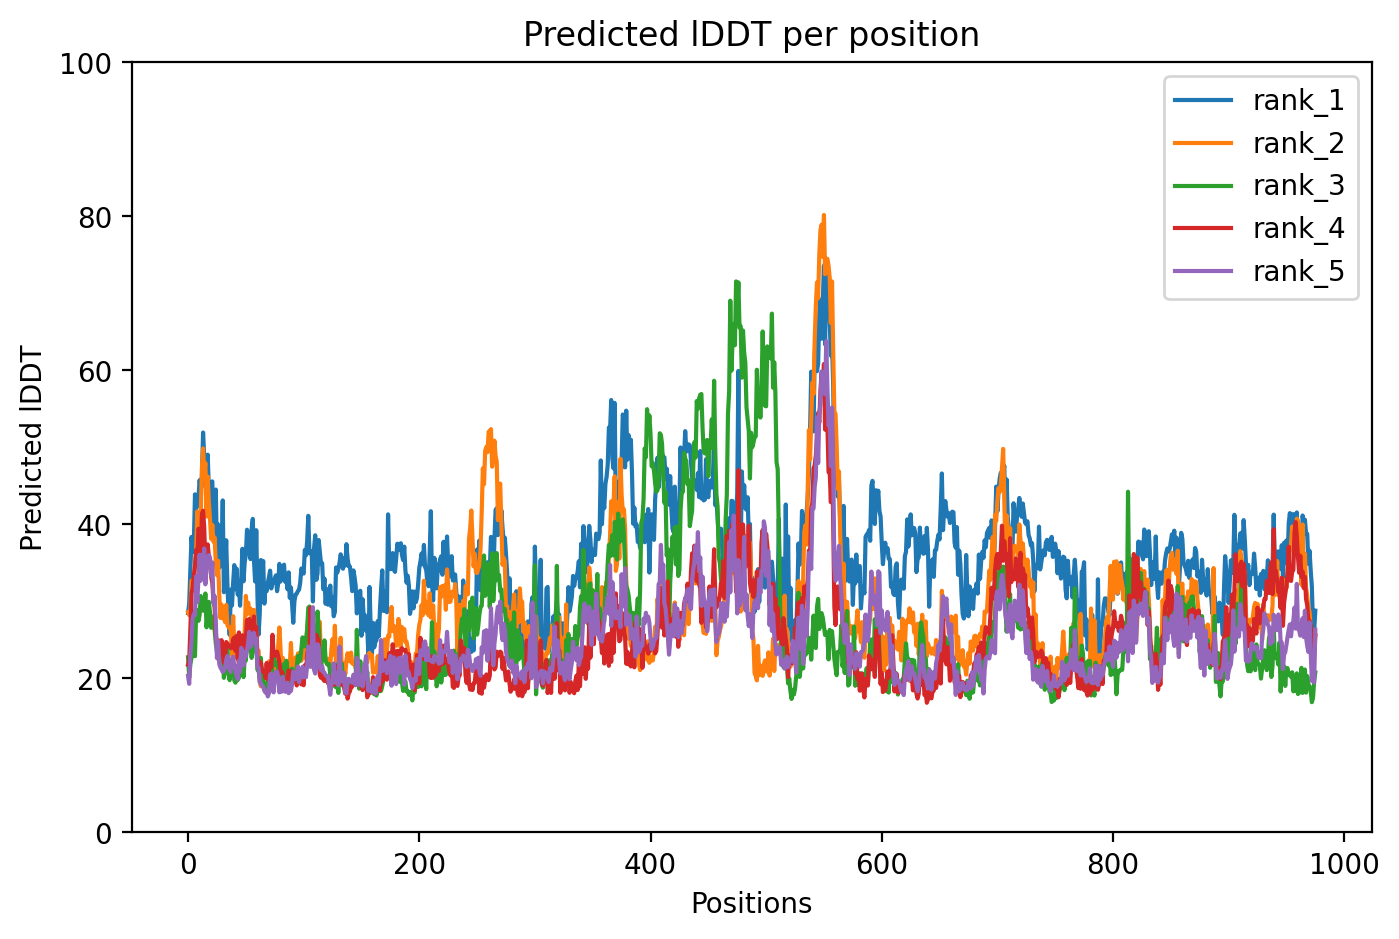 Predicted lDDT per position
100
80
60
40
20
0
Predicted lDDT
0 200 400 600 800 1000
Positions
rank_1
rank_2
rank_3
rank_4
rank_5